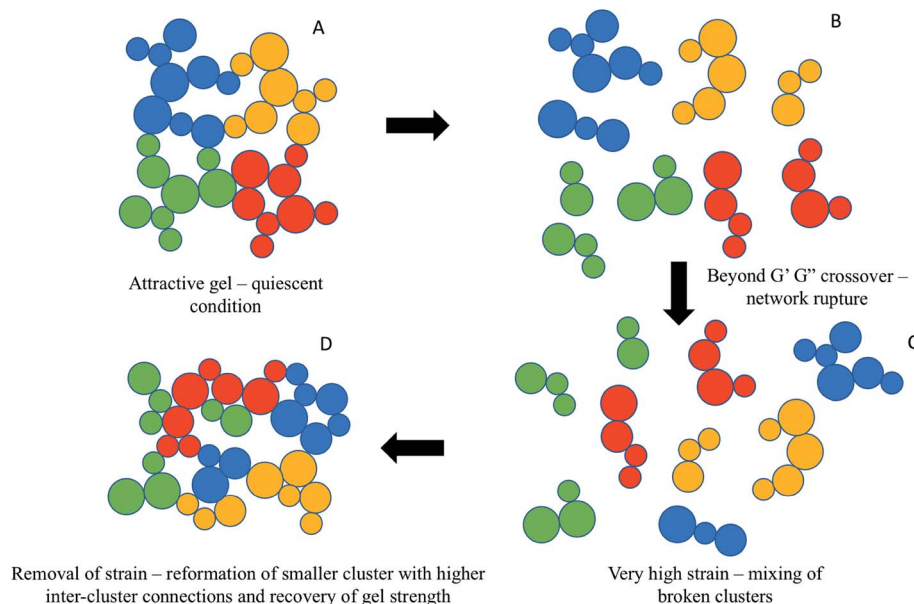 A
B
Attractive gel – quiescent
condition
Beyond G’ G” crossover –
network rupture
D
C
Removal of strain – reformation of smaller cluster with higher
inter-cluster connections and recovery of gel strength
Very high strain – mixing of
broken clusters